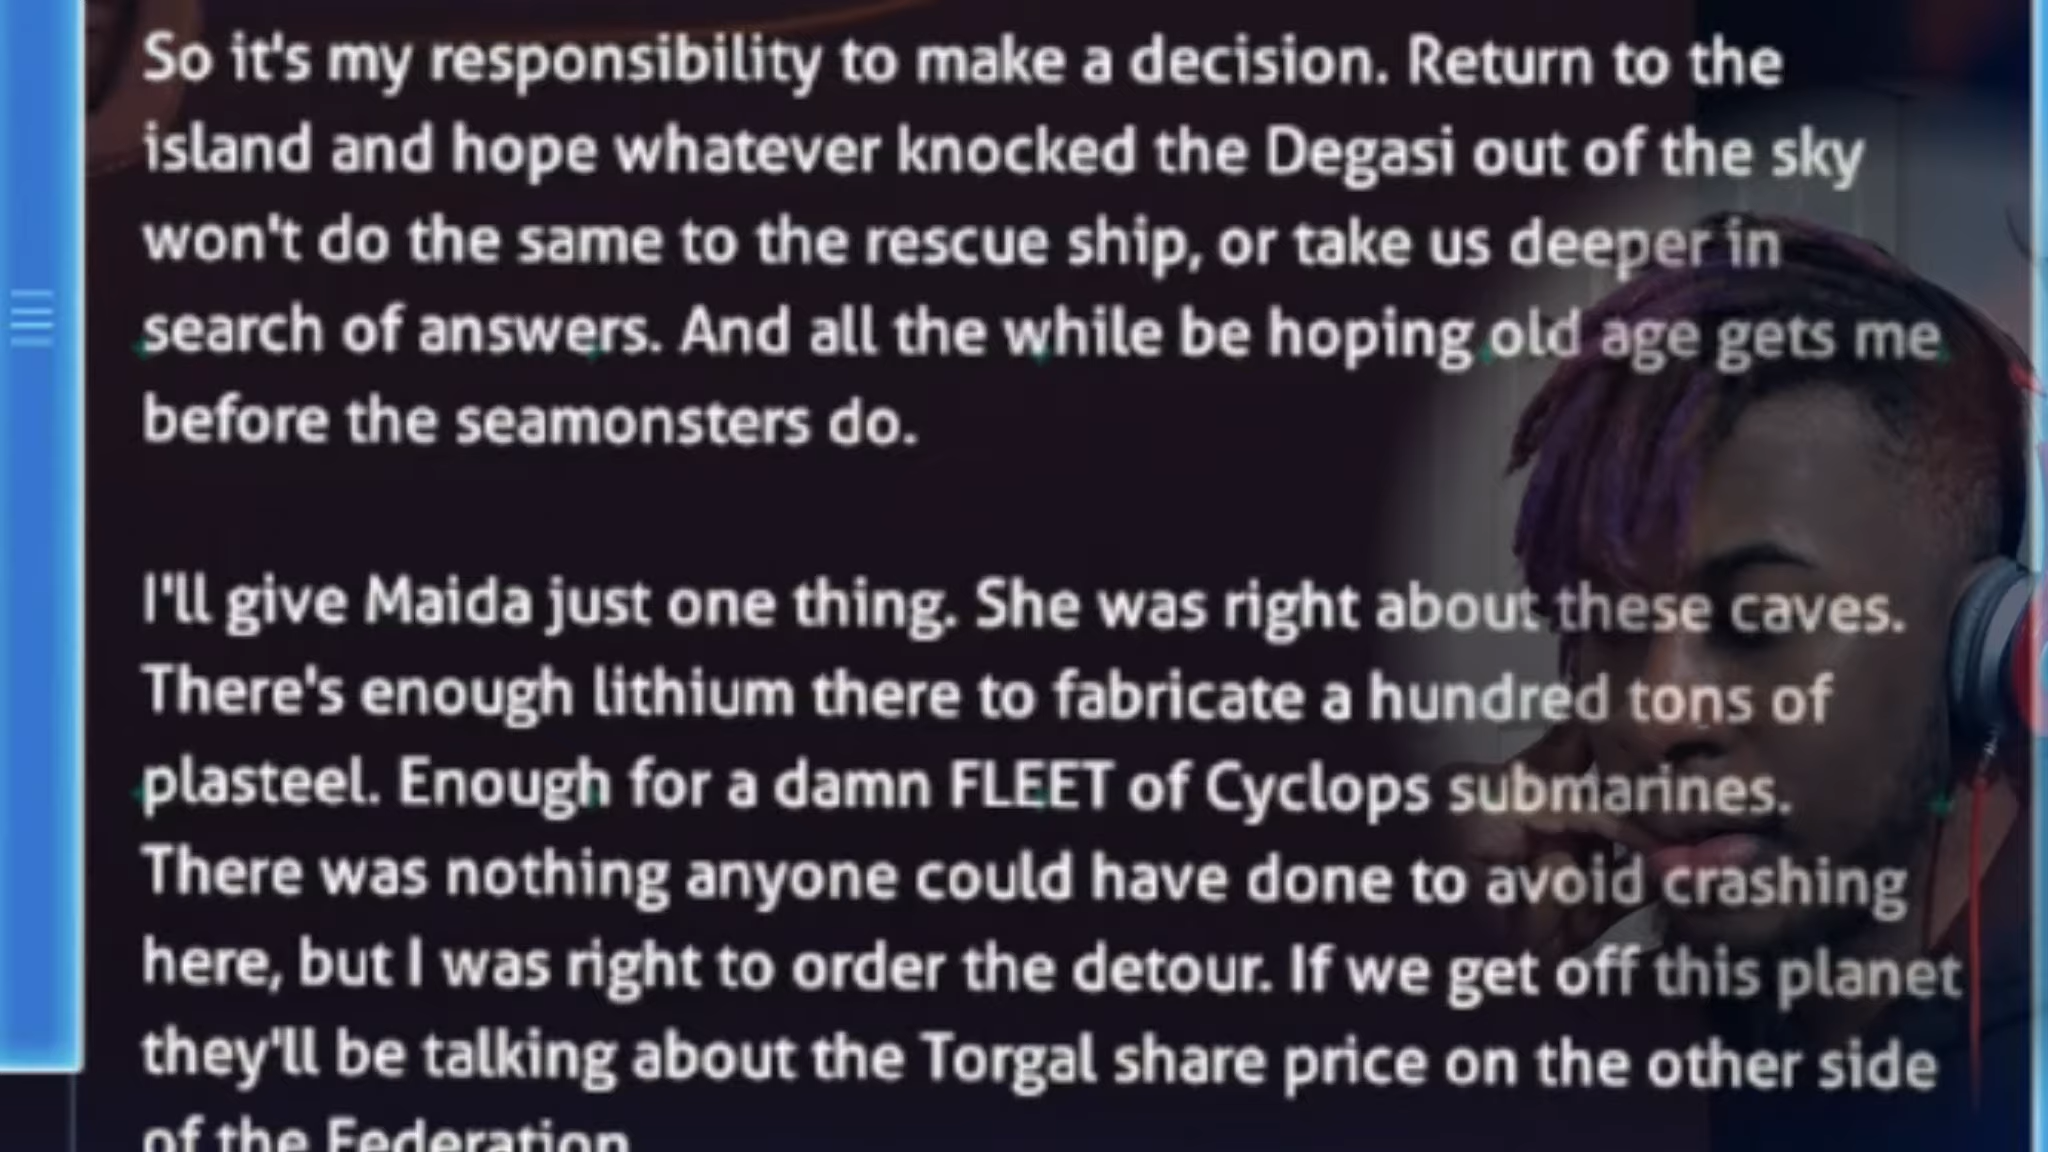 So it's my responsibility to make a decision. Return to the
island and hope whatever knocked the Degasi out of the sky
won't do the same to the rescue ship, or take us deeper in
search of answers. And all the while be hoping old age gets me
before the seamonsters do.
I'll give Maida just one thing. She was right about these caves.
There's enough lithium there to fabricate a hundred tons of
plasteel. Enough for a damn FLEET of Cyclops submarines.
There was nothing anyone could have done to avoid crashing
here, but I was right to order the detour. If we get off this planet
they'll be talking about the Torgal share price on the other side
of the Federation